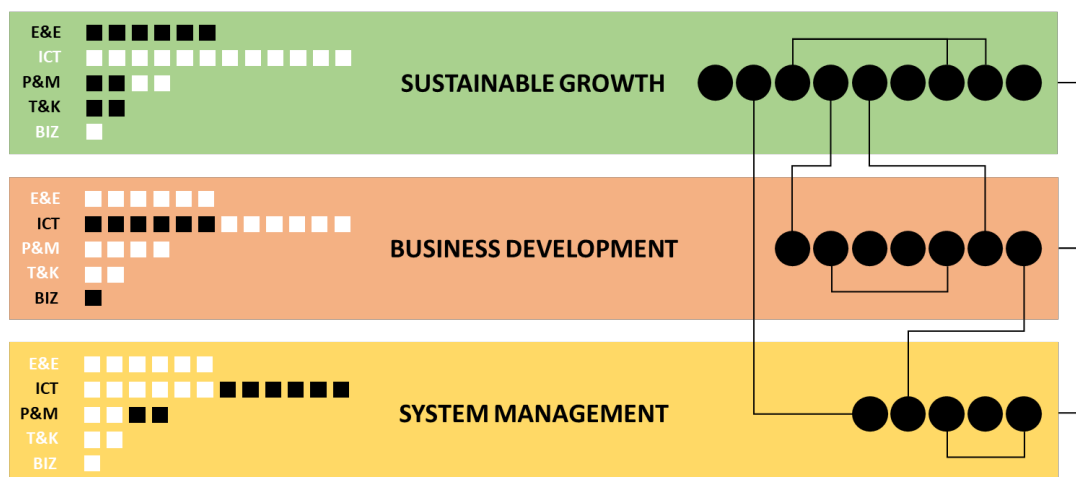 E&E
ICT
P&M
T&K
BIZ
SUSTAINABLE GROWTH
E&E
ICT
P&M
T&K
BIZ
BUSINESS DEVELOPMENT
E&E
ICT
P&M
T&K
BIZ
SYSTEM MANAGEMENT